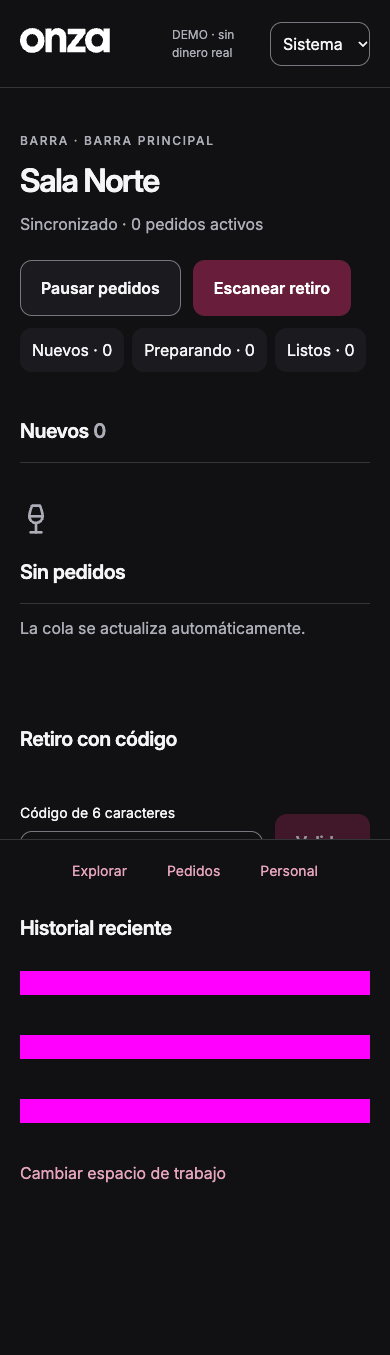 onza
DEMO · sin
dinero real
Sistema
BARRA · BARRA PRINCIPAL
Sala Norte
Sincronizado · 0 pedidos activos
Pausar pedidos
Escanear retiro
Nuevos · 0
Preparando · 0
Listos · 0
Nuevos 0
Sin pedidos
La cola se actualiza automáticamente.
Retiro con código
Código de 6 caracteres
Explorar
Pedidos
Personal
Historial reciente
Cambiar espacio de trabajo